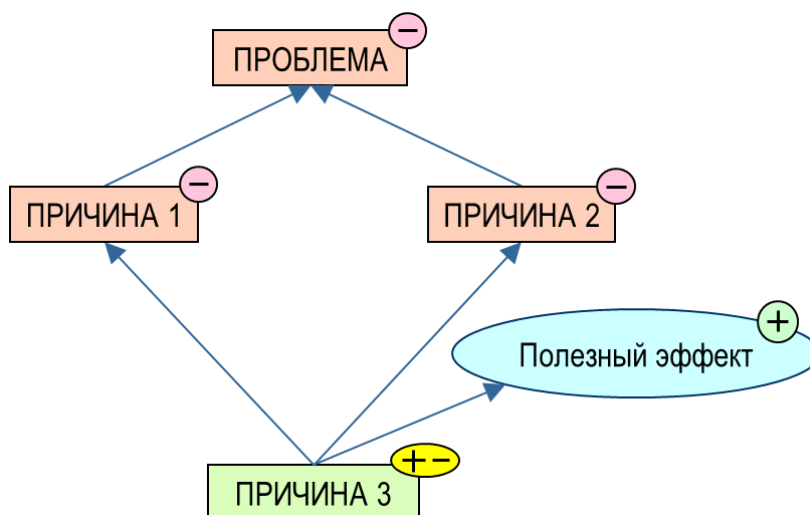 −
ПРОБЛЕМА
−
ПРИЧИНА 1
−
ПРИЧИНА 2
+
Полезный эффект
+ −
ПРИЧИНА 3